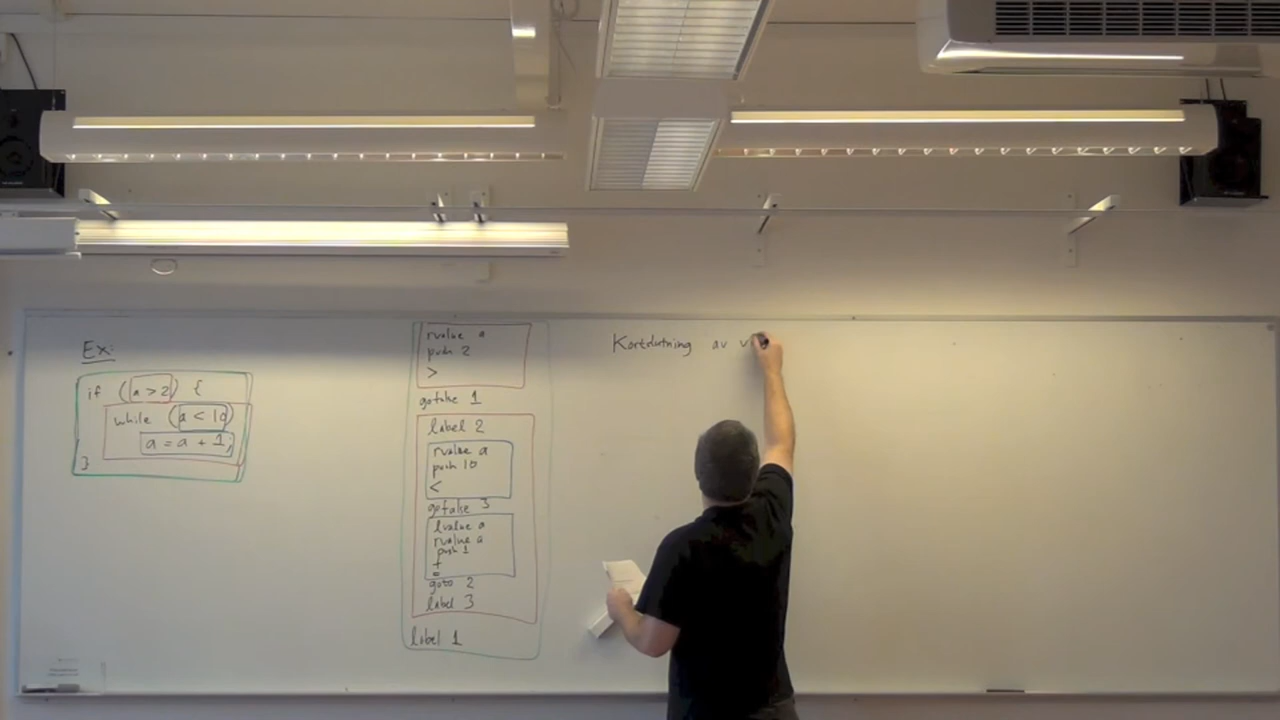 Ex:
if (a > 2) {
while (a < 10)
a = a + 1;
}
rvalue a
push 2
>
gofalse 1
label 2
rvalue a
push 10
<
gofalse 3
lvalue a
rvalue a
push 1
+
=
goto 2
label 3
label 1
Kortslutning av v